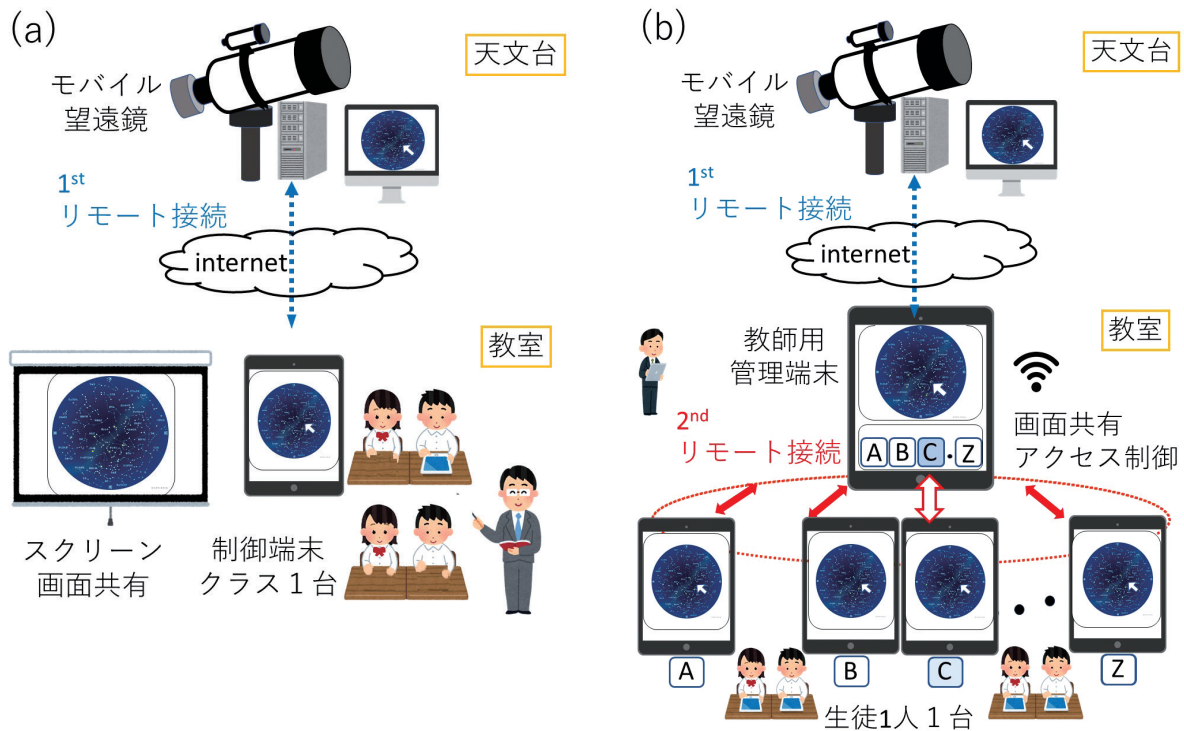 (a)
天文台
モバイル
望遠鏡
1st
リモート接続
internet
教室
スクリーン
画面共有
制御端末
クラス１台
(b)
天文台
モバイル
望遠鏡
1st
リモート接続
internet
教室
教師用
管理端末
2nd
リモート接続
画面共有
アクセス制御
A B C・Z
A
B
C
Z
生徒1人１台